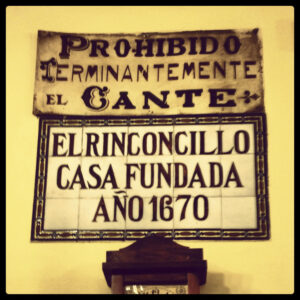 PROHIBIDO
TERMINANTEMENTE
EL CANTE
EL RINCONCILLO
CASA FUNDADA
AÑO 1670